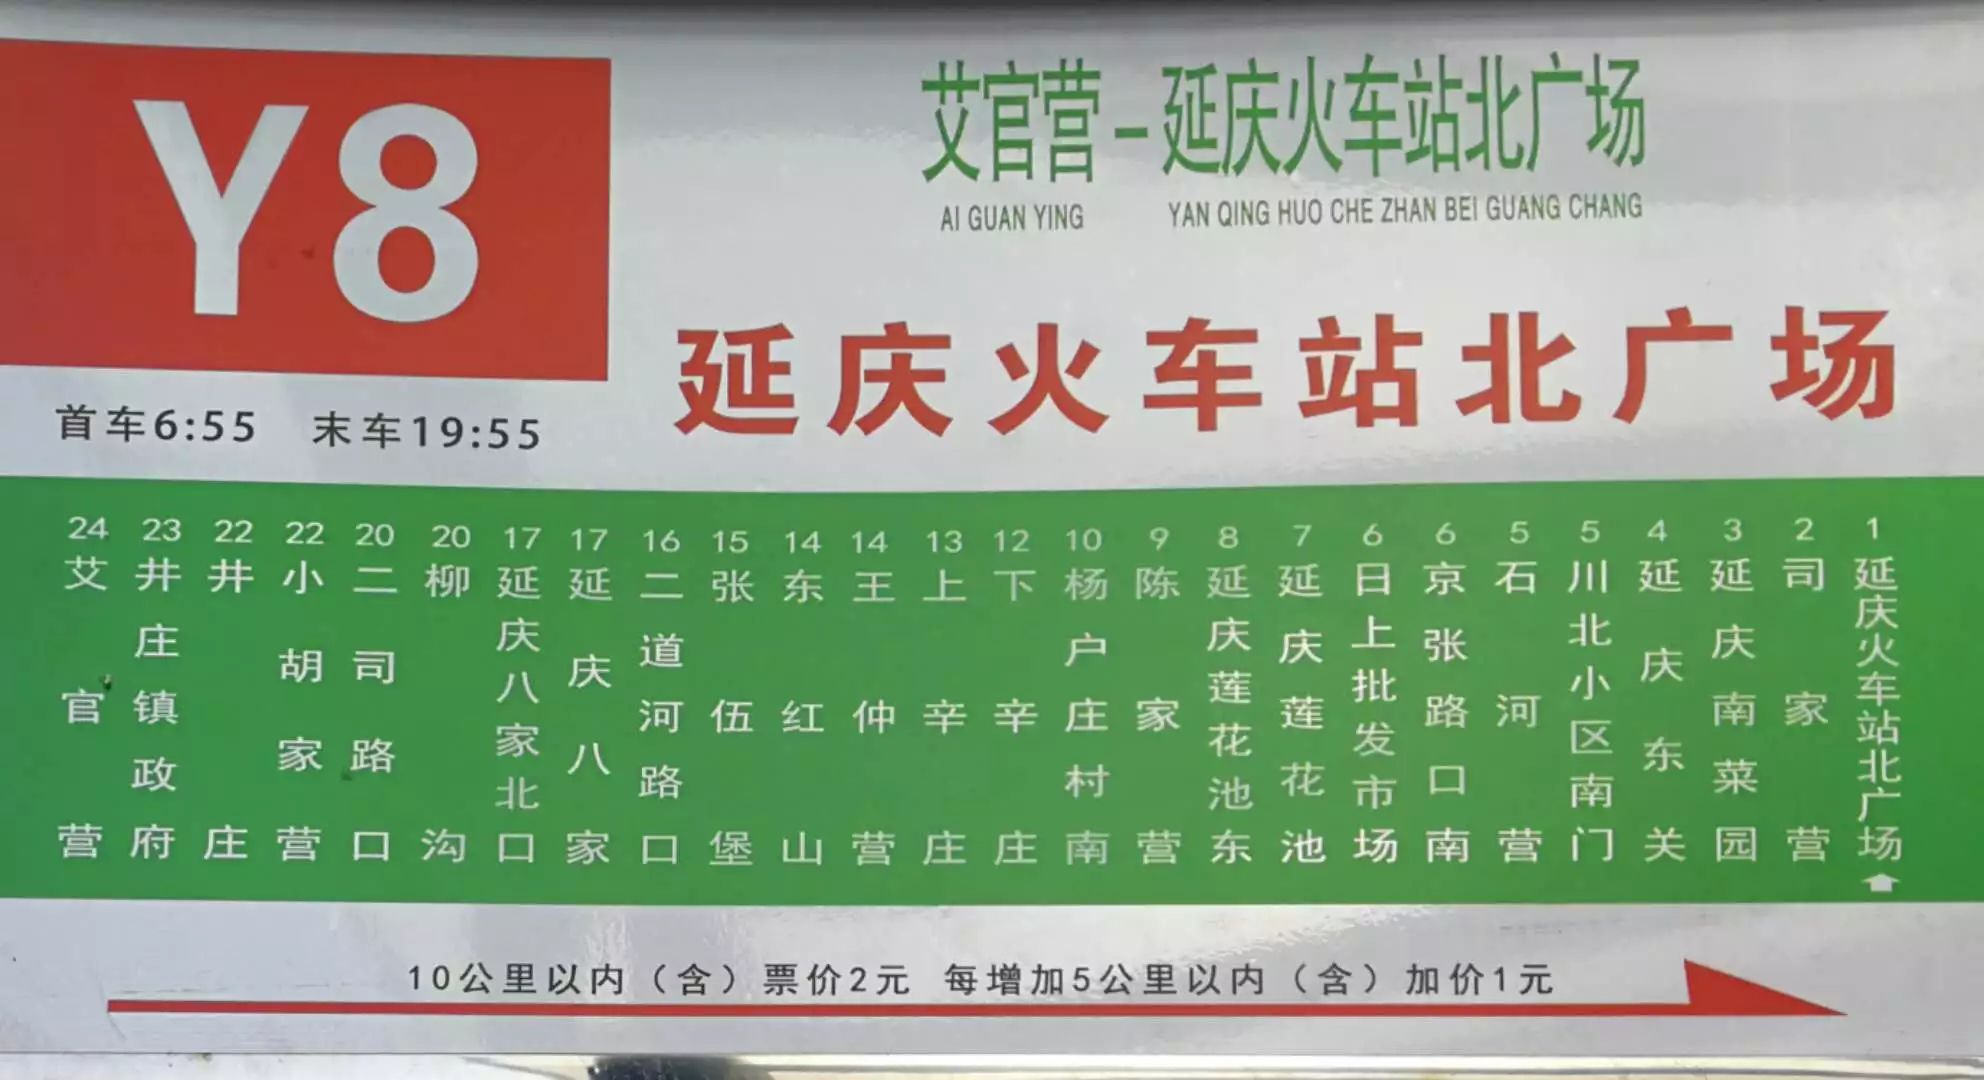 Y8
艾官营-延庆火车站北广场
AI GUAN YING YAN QING HUO CHE ZHAN BEI GUANG CHANG
延庆火车站北广场
首车6:55 末车19:55
24 艾官营
23 井庄镇政府
22 井庄
22 小胡家营
20 二司路口
20 柳沟
17 延庆八家北口
17 延庆八家
16 二道河路口
15 张伍堡
14 东红山
14 王仲营
13 上辛庄
12 下辛庄
10 杨户庄村南
9 陈家营
8 延庆莲花池东
7 延庆莲花池
6 日上批发市场
6 京张路口南
5 石河营
5 川北小区南门
4 延庆东关
3 延庆南菜园
2 司家营
1 延庆火车站北广场
10公里以内（含）票价2元 每增加5公里以内（含）加价1元